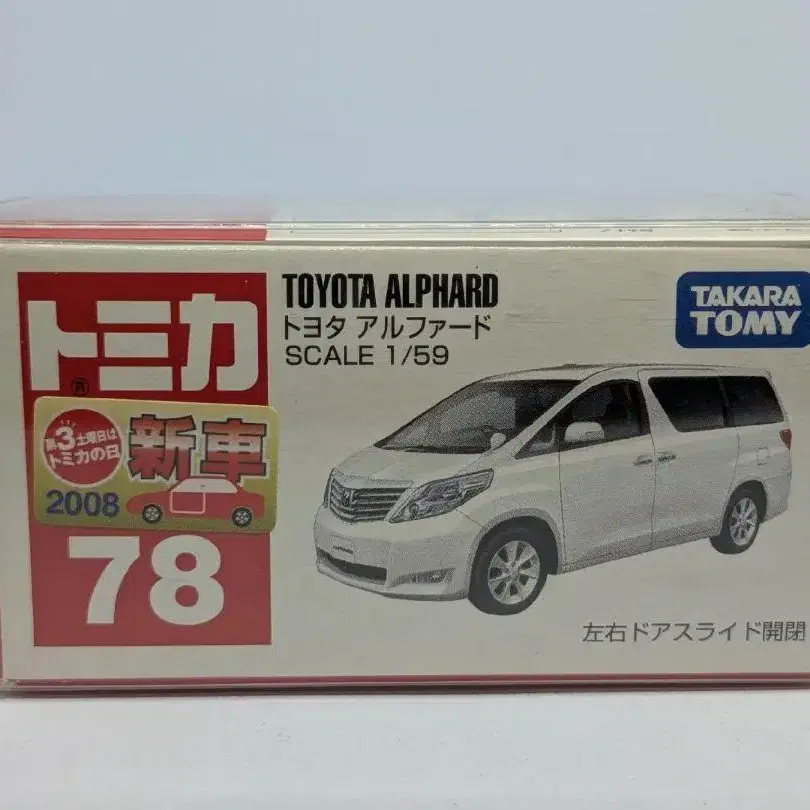 トミカ
®
第3土曜日は
トミカの日
新車
2008
78
TOYOTA ALPHARD
トヨタ アルファード
SCALE 1/59
TAKARA
TOMY
左右ドアスライド開閉